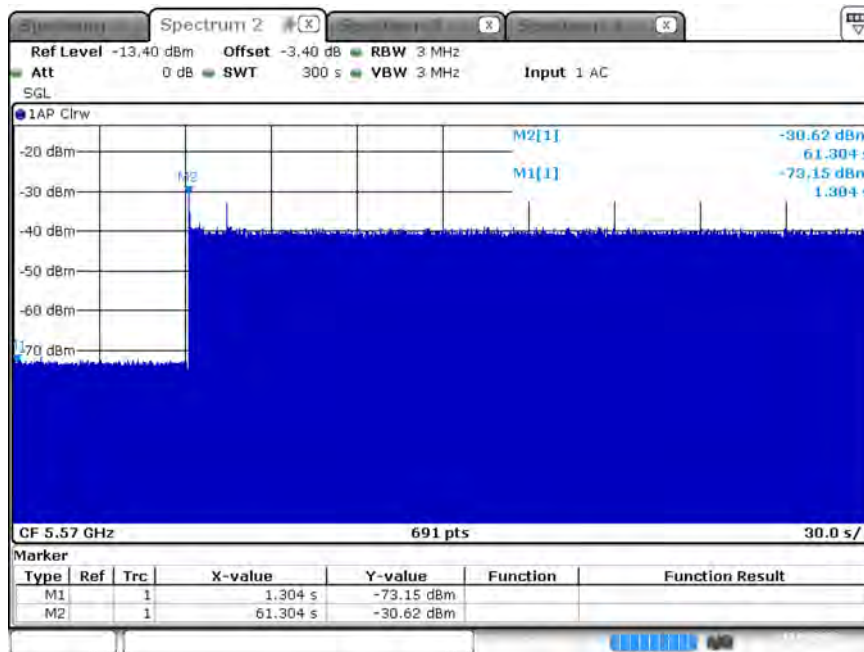 Spectrum 2
Ref Level -13.40 dBm Offset -3.40 dB RBW 3 MHz
Att 0 dB SWT 300 s VBW 3 MHz Input 1 AC
SGL
1AP Clrw
M2[1] -30.62 dBm
61.304 s
M1[1] -73.15 dBm
1.304 s
-20 dBm
M2
-30 dBm
-40 dBm
-50 dBm
-60 dBm
-70 dBm
CF 5.57 GHz 691 pts 30.0 s/
Marker
Type Ref Trc X-value Y-value Function Function Result
M1 1 1.304 s -73.15 dBm
M2 1 61.304 s -30.62 dBm